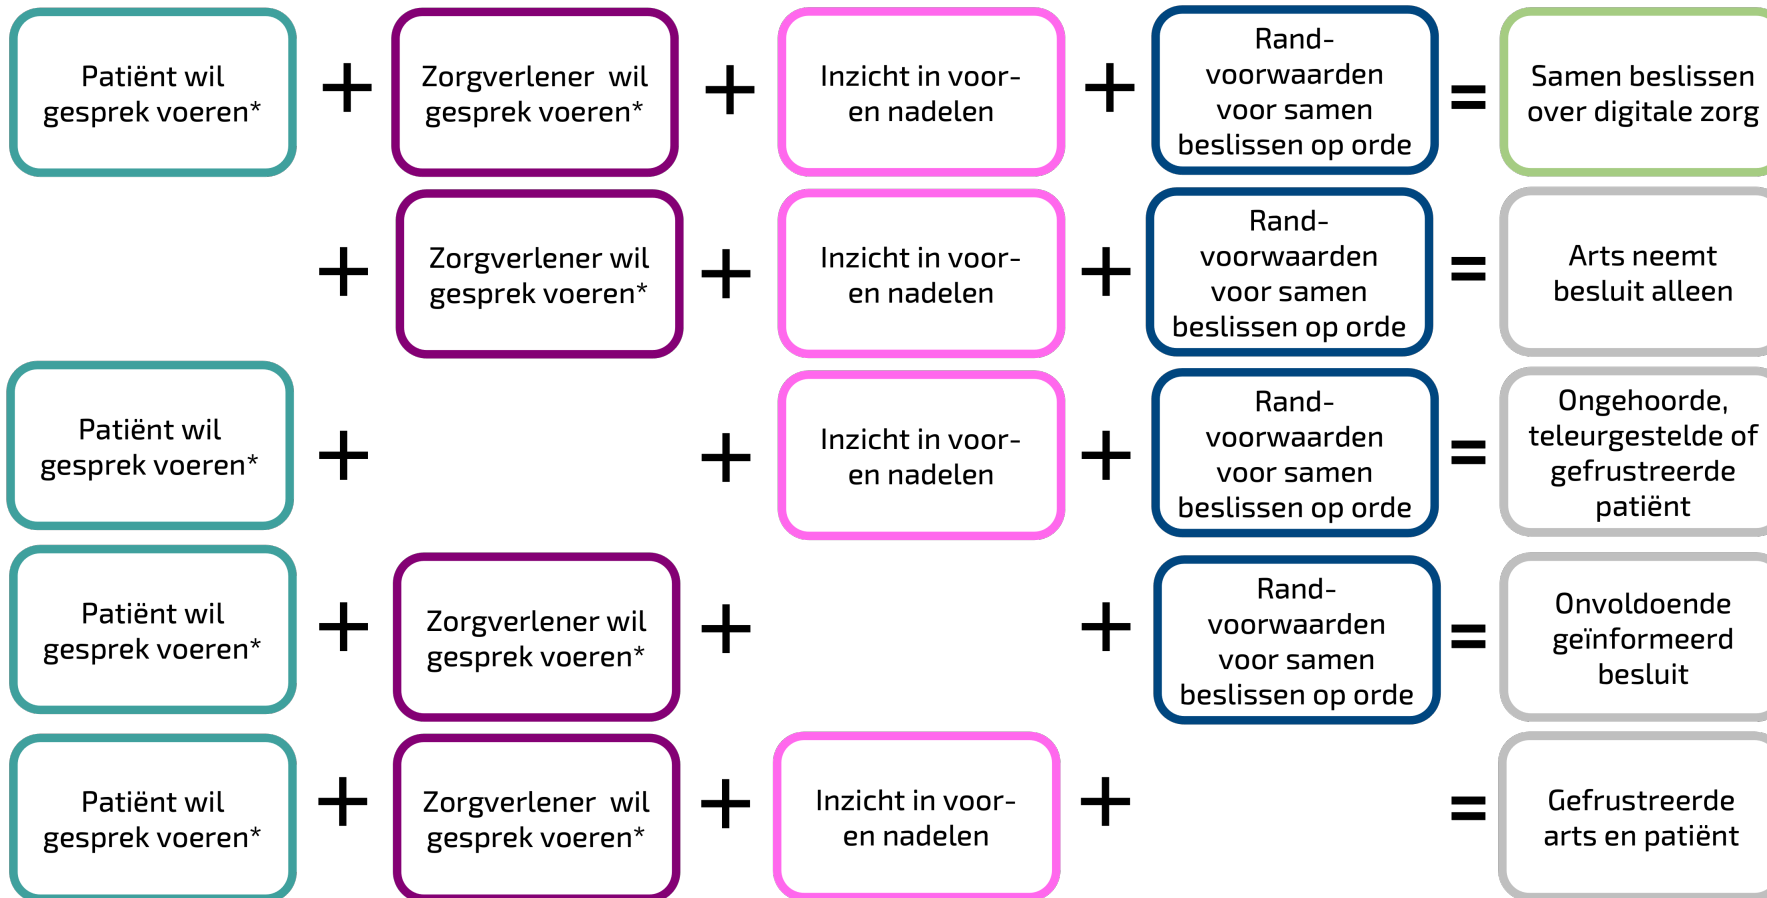 Patiënt wil
gesprek voeren*
+
Zorgverlener wil
gesprek voeren*
+
Inzicht in voor-
en nadelen
+
Rand-
voorwaarden
voor samen
beslissen op orde
=
Samen beslissen
over digitale zorg
+
Zorgverlener wil
gesprek voeren*
+
Inzicht in voor-
en nadelen
+
Rand-
voorwaarden
voor samen
beslissen op orde
=
Arts neemt
besluit alleen
Patiënt wil
gesprek voeren*
+
+
Inzicht in voor-
en nadelen
+
Rand-
voorwaarden
voor samen
beslissen op orde
=
Ongehoorde,
teleurgestelde of
gefrustreerde
patiënt
Patiënt wil
gesprek voeren*
+
Zorgverlener wil
gesprek voeren*
+
+
Rand-
voorwaarden
voor samen
beslissen op orde
=
Onvoldoende
geïnformeerd
besluit
Patiënt wil
gesprek voeren*
+
Zorgverlener wil
gesprek voeren*
+
Inzicht in voor-
en nadelen
+
=
Gefrustreerde
arts en patiënt